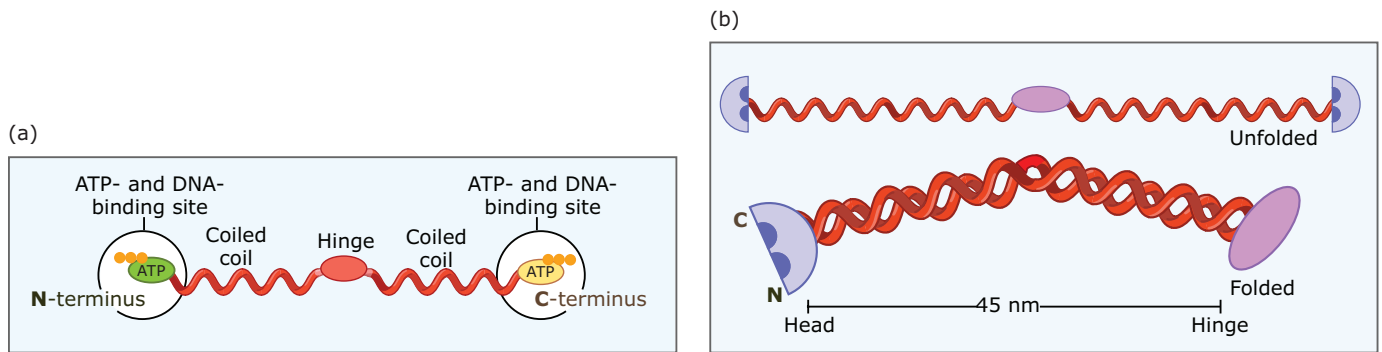 (a)
ATP- and DNA-
binding site
ATP- and DNA-
binding site
Coiled
coil
Hinge
Coiled
coil
ATP
ATP
N-terminus
C-terminus
(b)
Unfolded
C
N
Folded
45 nm
Head
Hinge